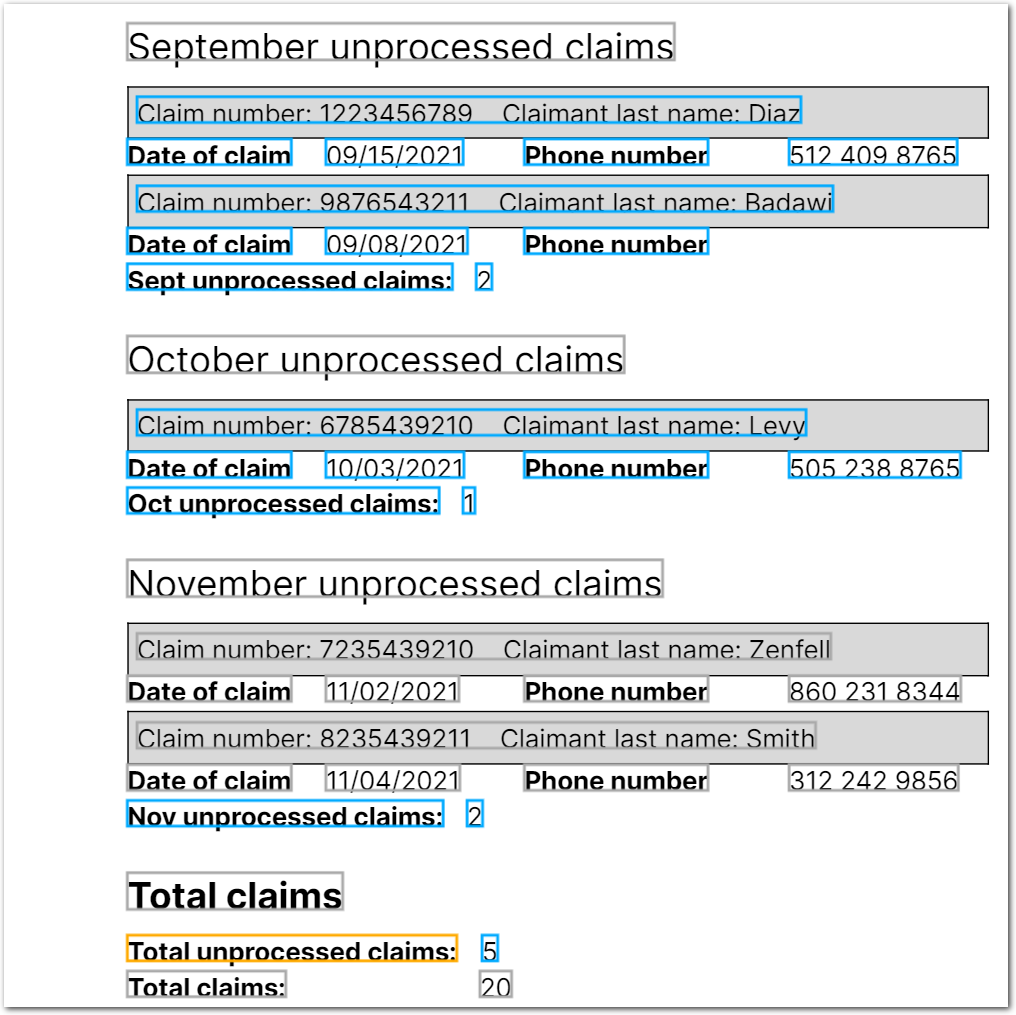 September unprocessed claims
Claim number: 1223456789 Claimant last name: Diaz
Date of claim 09/15/2021 Phone number 512 409 8765
Claim number: 9876543211 Claimant last name: Badawi
Date of claim 09/08/2021 Phone number
Sept unprocessed claims: 2
October unprocessed claims
Claim number: 6785439210 Claimant last name: Levy
Date of claim 10/03/2021 Phone number 505 238 8765
Oct unprocessed claims: 1
November unprocessed claims
Claim number: 7235439210 Claimant last name: Zenfell
Date of claim 11/02/2021 Phone number 860 231 8344
Claim number: 8235439211 Claimant last name: Smith
Date of claim 11/04/2021 Phone number 312 242 9856
Nov unprocessed claims: 2
Total claims
Total unprocessed claims: 5
Total claims: 20